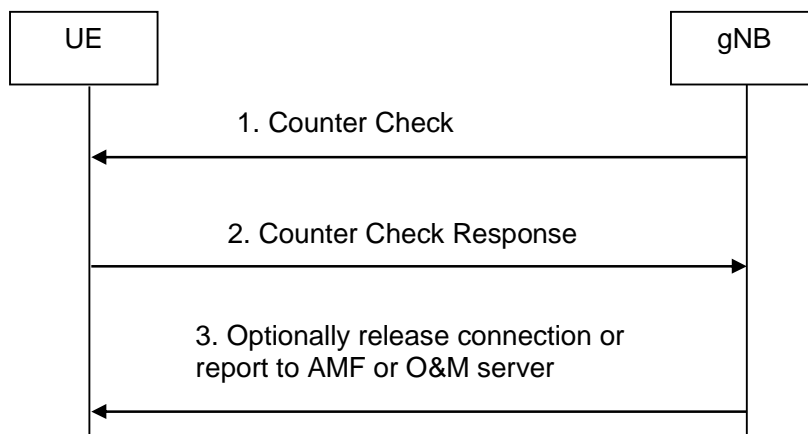 UE
gNB
1. Counter Check
2. Counter Check Response
3. Optionally release connection or
report to AMF or O&M server